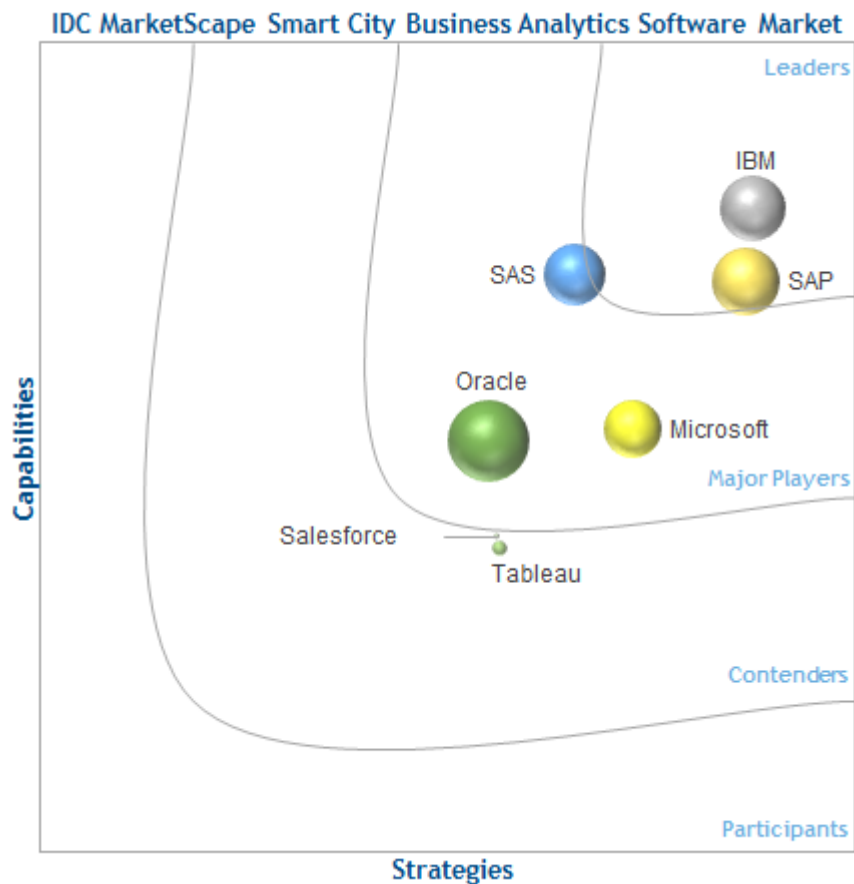 IDC MarketScape Smart City Business Analytics Software Market
Leaders
IBM
SAS
SAP
Oracle
Microsoft
Capabilities
Major Players
Salesforce
Tableau
Contenders
Participants
Strategies